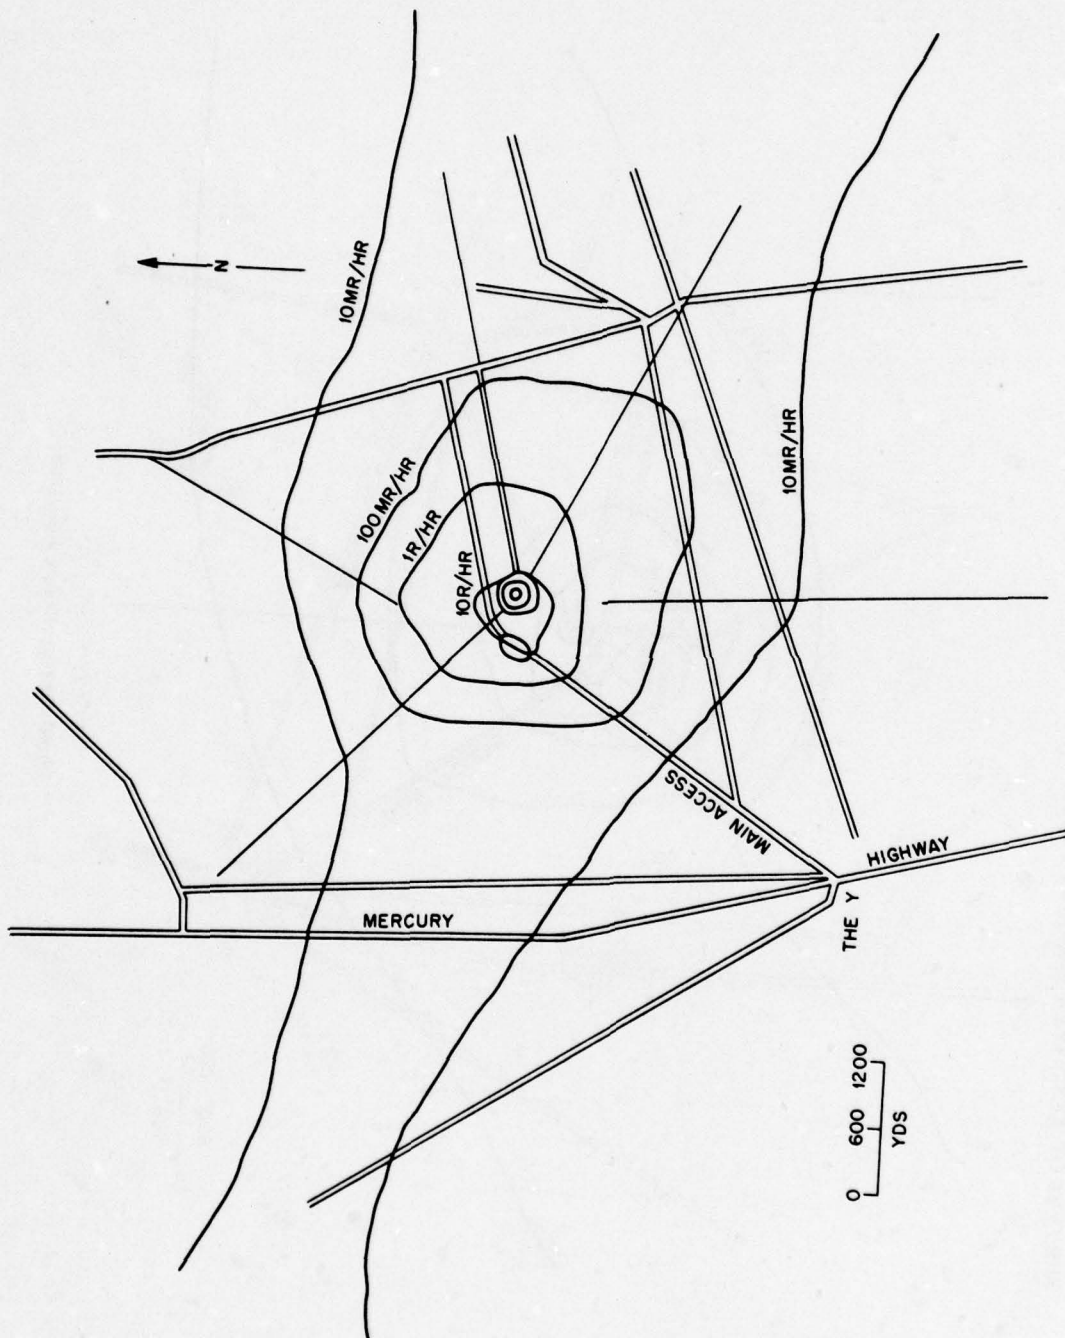 N
10MR/HR
100MR/HR
1R/HR
10R/HR
10MR/HR
MAIN ACCESS
MERCURY
HIGHWAY
THE Y
0 600 1200
YDS